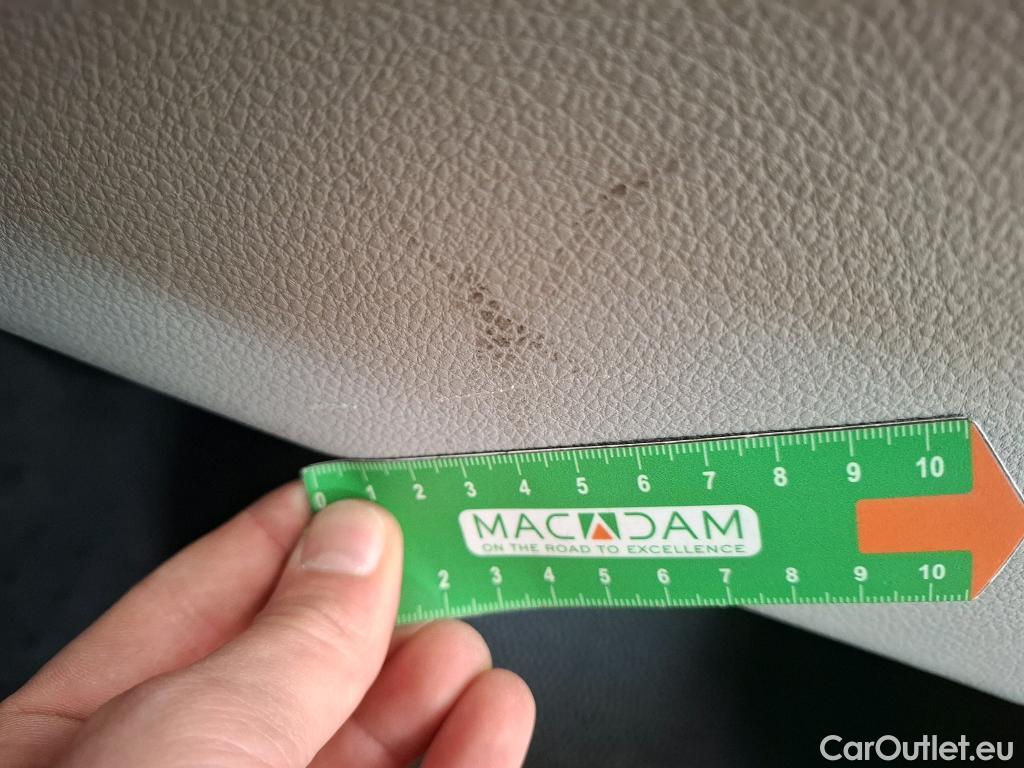 0 1 2 3 4 5 6 7 8 9 10
MACADAM
ON THE ROAD TO EXCELLENCE
2 3 4 5 6 7 8 9 10
CarOutlet.eu